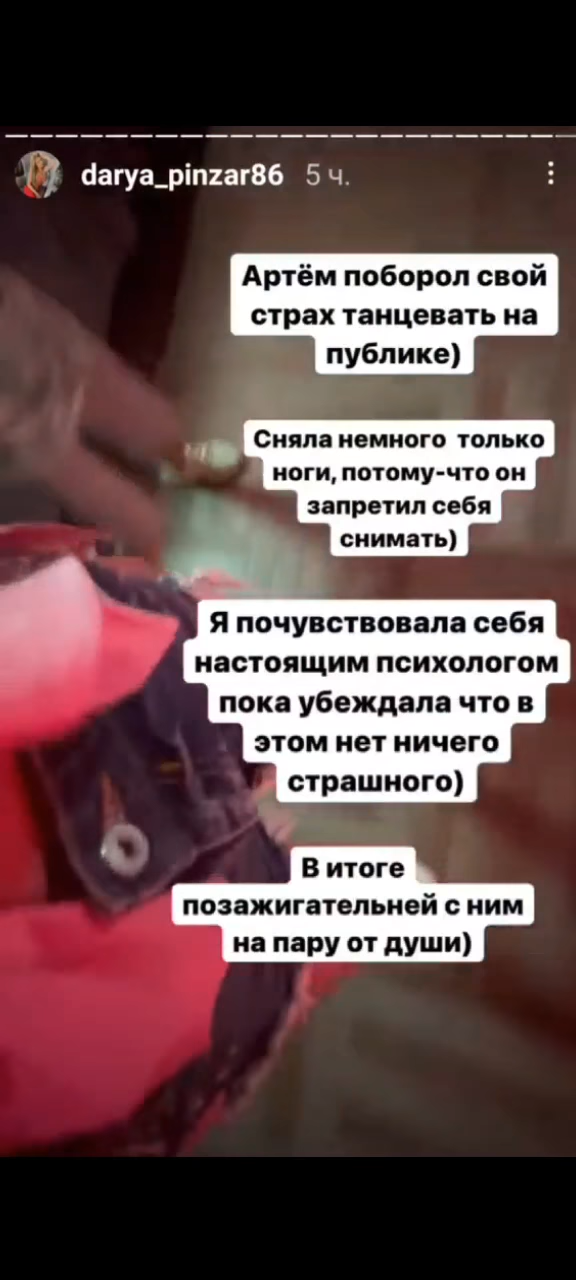 darya_pinzar86 5 ч.
Артём поборол свой
страх танцевать на
публике)
Сняла немного только
ноги, потому-что он
запретил себя
снимать)
Я почувствовала себя
настоящим психологом
пока убеждала что в
этом нет ничего
страшного)
В итоге
позажигательней с ним
на пару от души)